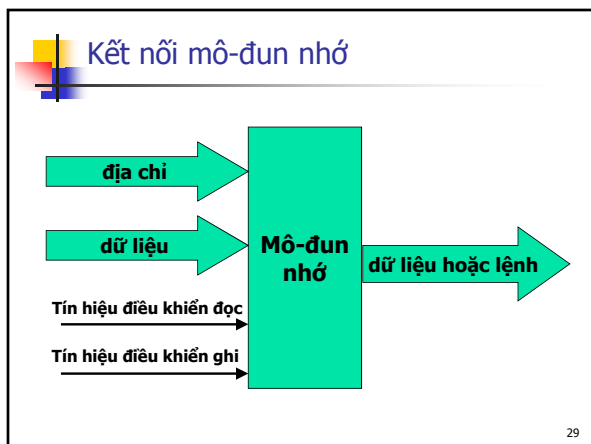 Kết nối mô-đun nhớ
địa chỉ
dữ liệu
Tín hiệu điều khiển đọc
Tín hiệu điều khiển ghi
Mô-đun
nhớ
dữ liệu hoặc lệnh
29